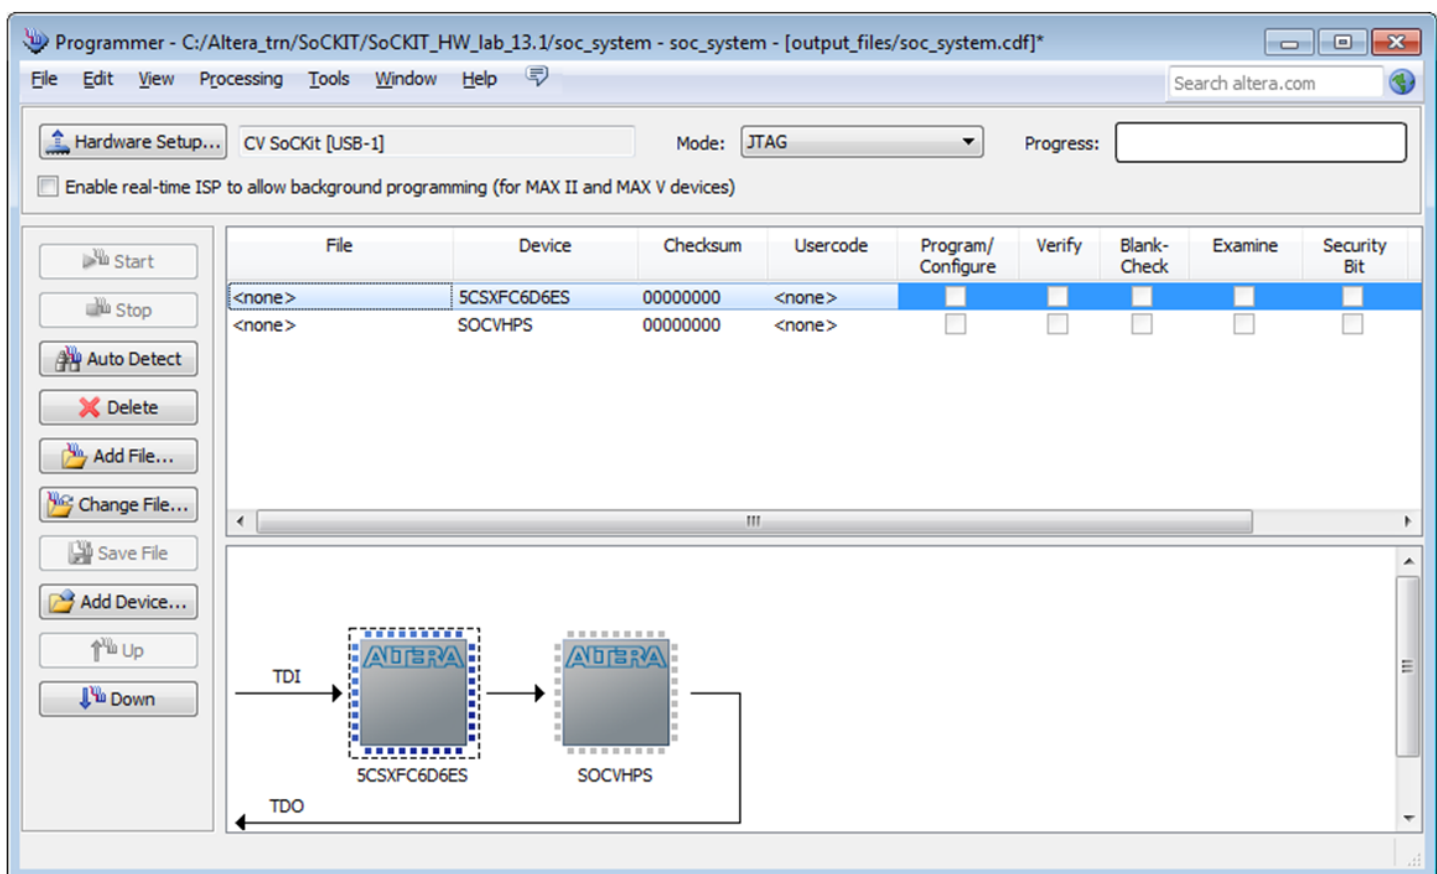 Programmer - C:/Altera_trn/SoCKIT/SoCKIT_HW_lab_13.1/soc_system - soc_system - [output_files/soc_system.cdf]*
File Edit View Processing Tools Window Help Search altera.com
Hardware Setup... CV SoCKit [USB-1] Mode: JTAG Progress:
Enable real-time ISP to allow background programming (for MAX II and MAX V devices)
Start
Stop
Auto Detect
Delete
Add File...
Change File...
Save File
Add Device...
Up
Down
File Device Checksum Usercode Program/ Verify Blank- Examine Security
Configure Check Bit
<none> 5CSXFC6D6ES 00000000 <none>
<none> SOCVHPS 00000000 <none>
ALTERA ALTERA
TDI
5CSXFC6D6ES SOCVHPS
TDO